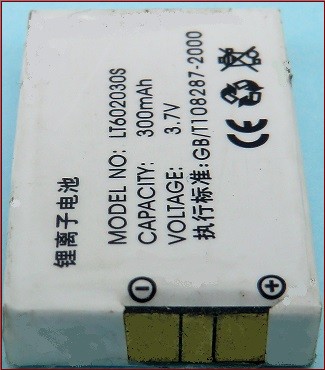 锂离子电池
MODEL NO: LT602030S
CAPACITY: 300mAh
VOLTAGE: 3.7V
执行标准:GB/T108287-2000
CE
⊖ ⊕